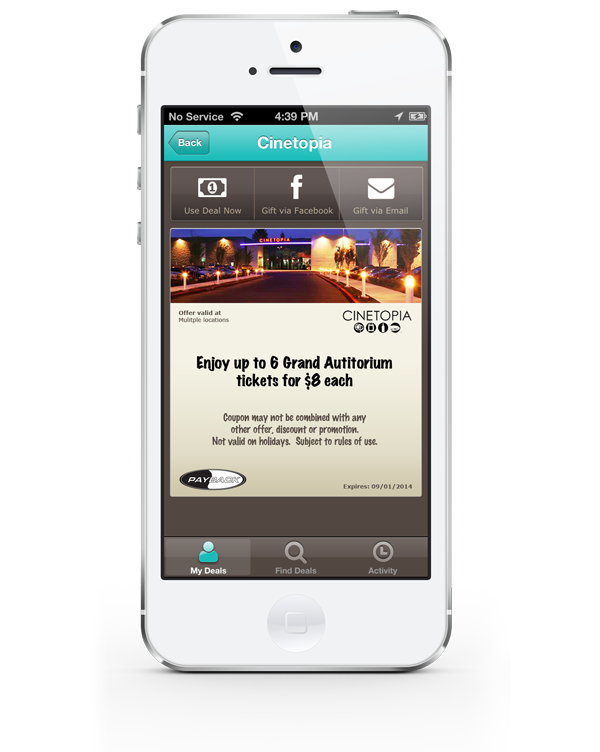 No Service 4:39 PM
Back Cinetopia
1
Use Deal Now Gift via Facebook Gift via Email
CINETOPIA
Offer valid at
Mulitple locations
CINETOPIA
Enjoy up to 6 Grand Autitorium
tickets for $8 each
Coupon may not be combined with any
other offer, discount or promotion.
Not valid on holidays. Subject to rules of use.
PAYBACK
Expires: 09/01/2014
My Deals Find Deals Activity